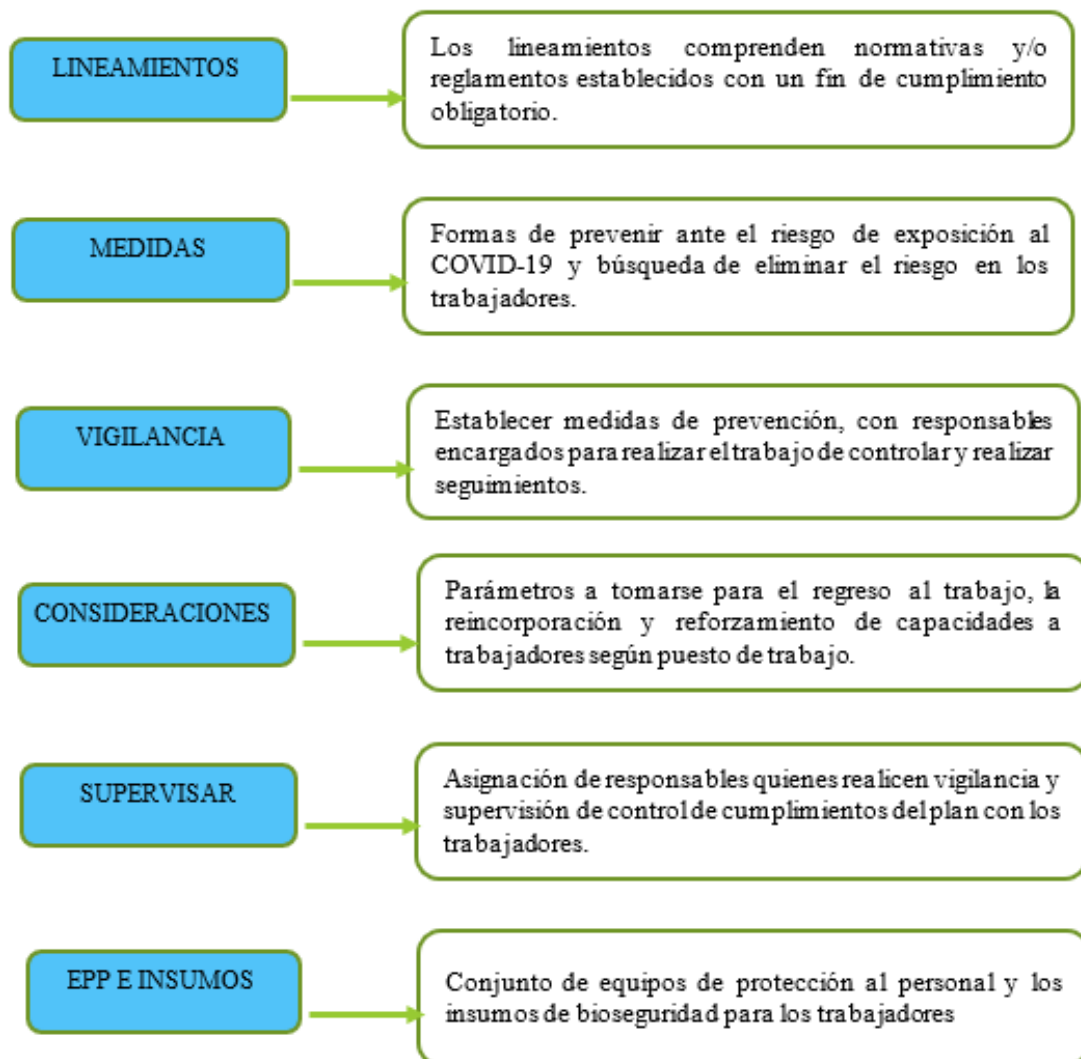 LINEAMIENTOS
Los lineamientos comprenden normativas y/o
reglamentos establecidos con un fin de cumplimiento
obligatorio.
MEDIDAS
Formas de prevenir ante el riesgo de exposición al
COVID-19 y búsqueda de eliminar el riesgo en los
trabajadores.
VIGILANCIA
Establecer medidas de prevención, con responsables
encargados para realizar el trabajo de controlar y realizar
seguimientos.
CONSIDERACIONES
Parámetros a tomarse para el regreso al trabajo, la
reincorporación y reforzamiento de capacidades a
trabajadores según puesto de trabajo.
SUPERVISAR
Asignación de responsables quienes realicen vigilancia y
supervisión de control de cumplimientos del plan con los
trabajadores.
EPP E INSUMOS
Conjunto de equipos de protección al personal y los
insumos de bioseguridad para los trabajadores